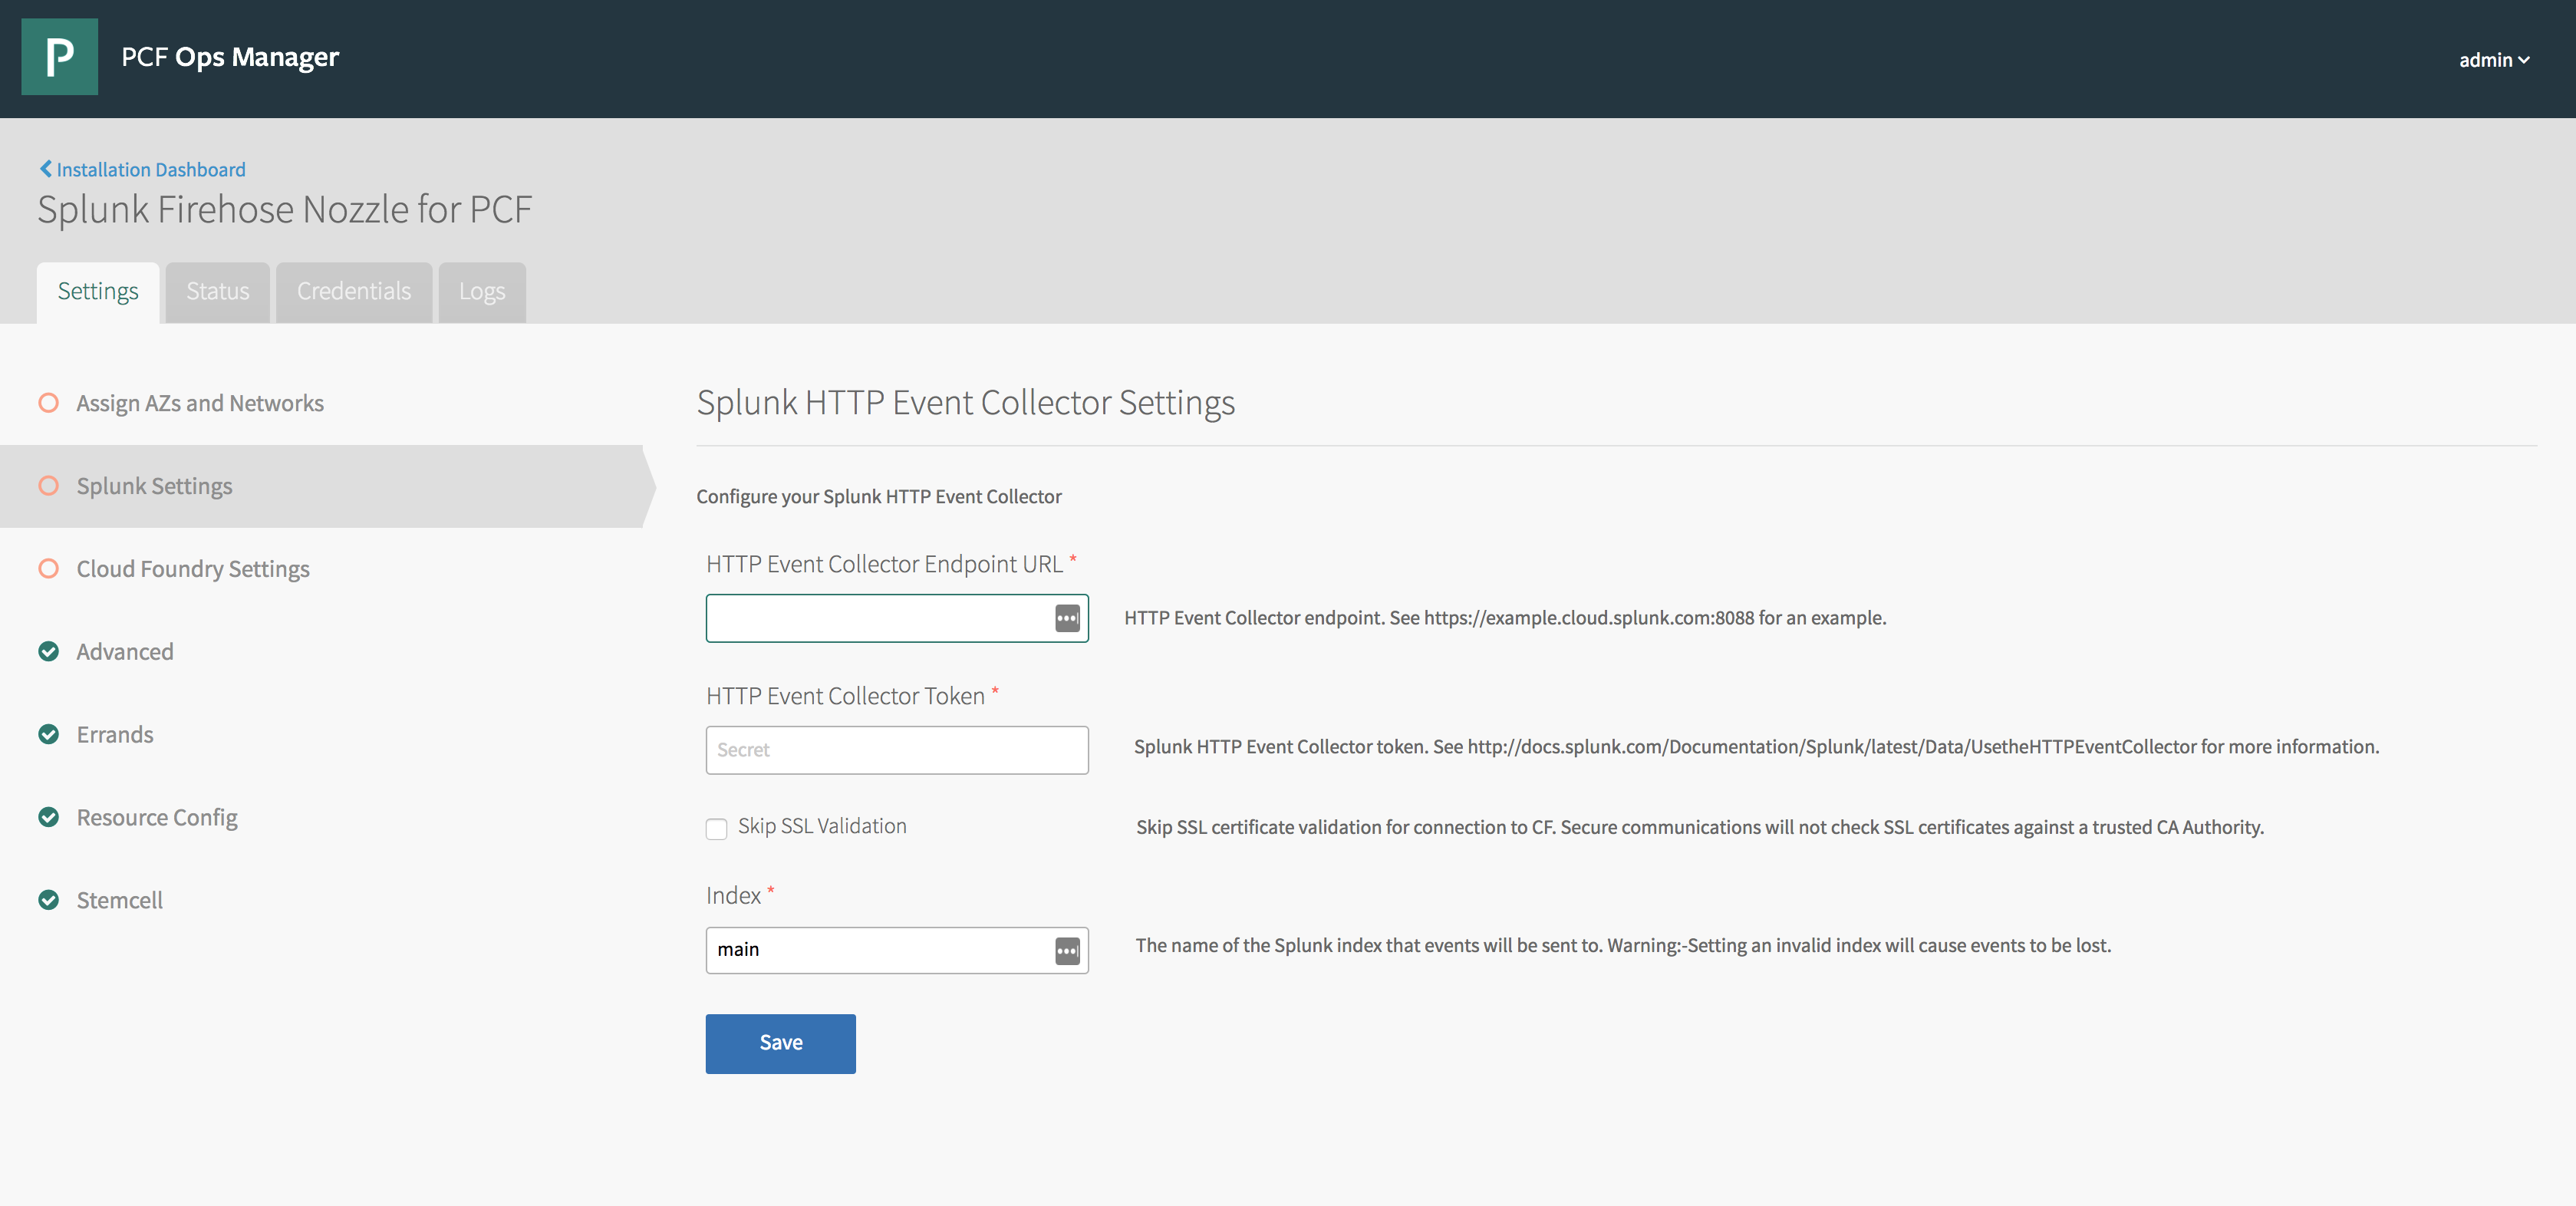 P
PCF Ops Manager
admin
Installation Dashboard
Splunk Firehose Nozzle for PCF
Settings
Status
Credentials
Logs
Assign AZs and Networks
Splunk Settings
Cloud Foundry Settings
Advanced
Errands
Resource Config
Stemcell
Splunk HTTP Event Collector Settings
Configure your Splunk HTTP Event Collector
HTTP Event Collector Endpoint URL *
HTTP Event Collector endpoint. See https://example.cloud.splunk.com:8088 for an example.
HTTP Event Collector Token *
Secret
Splunk HTTP Event Collector token. See http://docs.splunk.com/Documentation/Splunk/latest/Data/UsetheHTTPEventCollector for more information.
Skip SSL Validation
Skip SSL certificate validation for connection to CF. Secure communications will not check SSL certificates against a trusted CA Authority.
Index *
main
The name of the Splunk index that events will be sent to. Warning:-Setting an invalid index will cause events to be lost.
Save